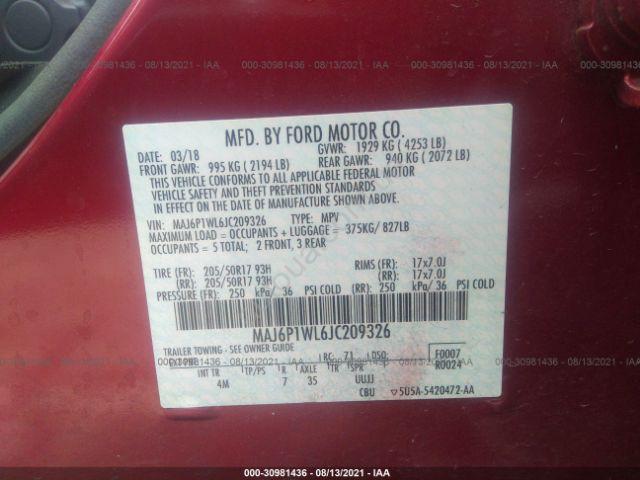 000-30981436 - 08/13/2021 - IAA
MFD. BY FORD MOTOR CO.
DATE: 03/18 GVWR: 1929 KG ( 4253 LB)
FRONT GAWR: 995 KG ( 2194 LB) REAR GAWR: 940 KG ( 2072 LB)
THIS VEHICLE CONFORMS TO ALL APPLICABLE FEDERAL MOTOR
VEHICLE SAFETY AND THEFT PREVENTION STANDARDS
IN EFFECT ON THE DATE OF MANUFACTURE SHOWN ABOVE.
VIN: MAJ6P1WL6JC209326 TYPE: MPV
MAXIMUM LOAD = OCCUPANTS + LUGGAGE = 375KG/ 827LB
OCCUPANTS = 5 TOTAL; 2 FRONT, 3 REAR
TIRE (FR): 205/50R17 93H RIMS (FR): 17x7.0J
(RR): 205/50R17 93H (RR): 17x7.0J
PRESSURE (FR): 250 kPa/ 36 PSI COLD (RR): 250 kPa/ 36 PSI COLD
MAJ6P1WL6JC209326
TRAILER TOWING - SEE OWNER GUIDE
EXT PNT: RC: 71 DSO: F0007
INT TR TP/PS R AXLE TR SPR R0024
4M 7 35 UUJJ
CBU ▽5U5A-5420472-AA
000-30981436 - 08/13/2021 - IAA